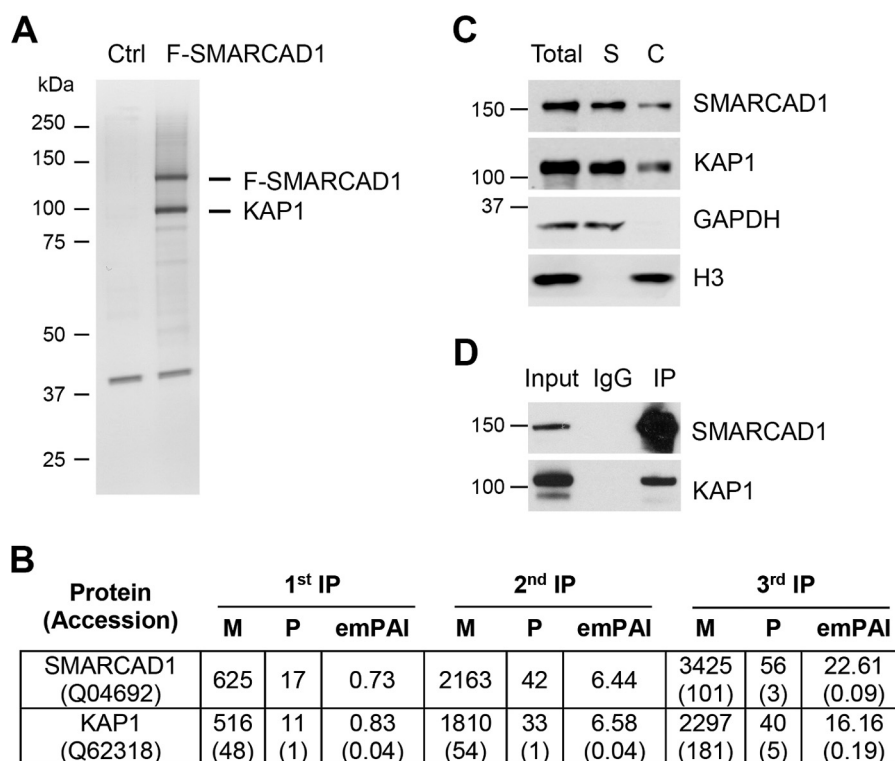 A
Ctrl F-SMARCAD1
kDa
250
150
100
75
50
37
25
F-SMARCAD1
KAP1
C
Total S C
150
SMARCAD1
100
KAP1
37
GAPDH
H3
D
Input IgG IP
150
SMARCAD1
100
KAP1
B
Protein (Accession) 1st IP 2nd IP 3rd IP
M P emPAI M P emPAI M P emPAI
SMARCAD1 (Q04692) 625 17 0.73 2163 42 6.44 3425 (101) 56 (3) 22.61 (0.09)
KAP1 (Q62318) 516 (48) 11 (1) 0.83 (0.04) 1810 (54) 33 (1) 6.58 (0.04) 2297 (181) 40 (5) 16.16 (0.19)